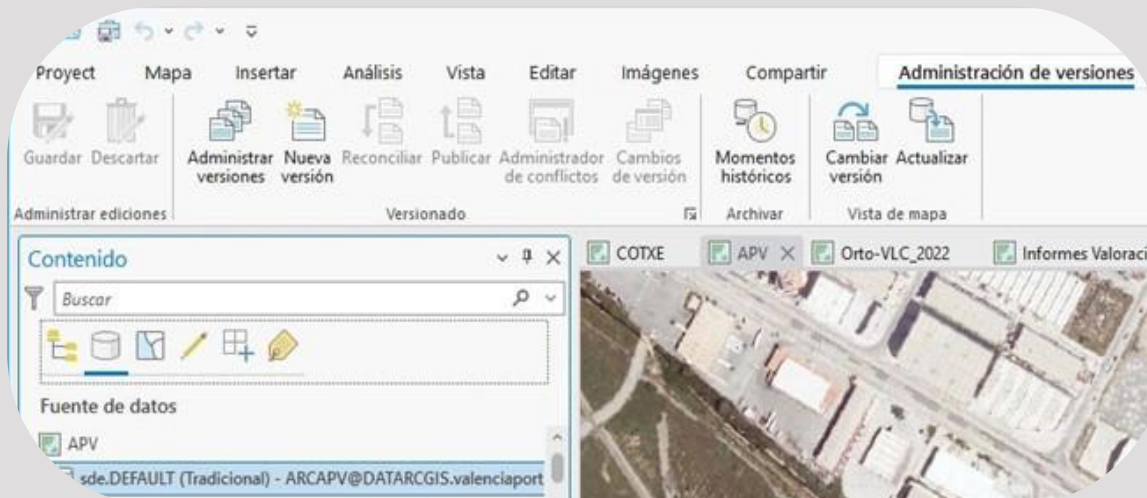 Proyect Mapa Insertar Análisis Vista Editar Imágenes Compartir Administración de versiones
Guardar Descartar Administrar versiones Nueva versión Reconciliar Publicar Administrador de conflictos Cambios de versión Momentos históricos Cambiar versión Actualizar
Administrar ediciones Versionado Archivar Vista de mapa
Contenido
COTXE APV Orto-VLC_2022 Informes Valoraci
Buscar
Fuente de datos
APV
sde.DEFAULT (Tradicional) - ARCAPV@DATARCGIS.valenciaport